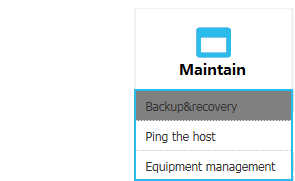 Maintain
Backup&recovery
Ping the host
Equipment management